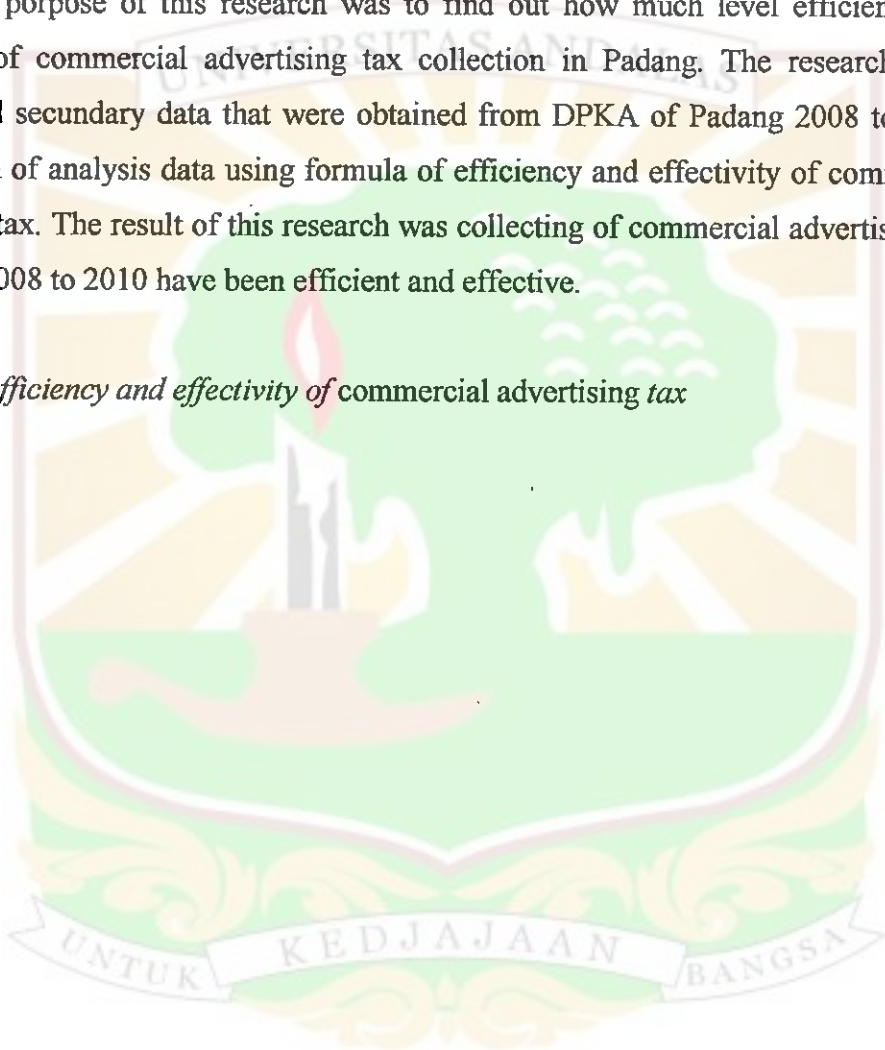 porpose of this research was to find out how much level efficien
of commercial advertising tax collection in Padang. The research
secundary data that were obtained from DPKA of Padang 2008 to
of analysis data using formula of efficiency and effectivity of com
tax. The result of this research was collecting of commercial advertis
008 to 2010 have been efficient and effective.
fficiency and effectivity of commercial advertising tax
UNIVERSITAS ANDALAS
UNTUK KEDJAJAAN BANGSA